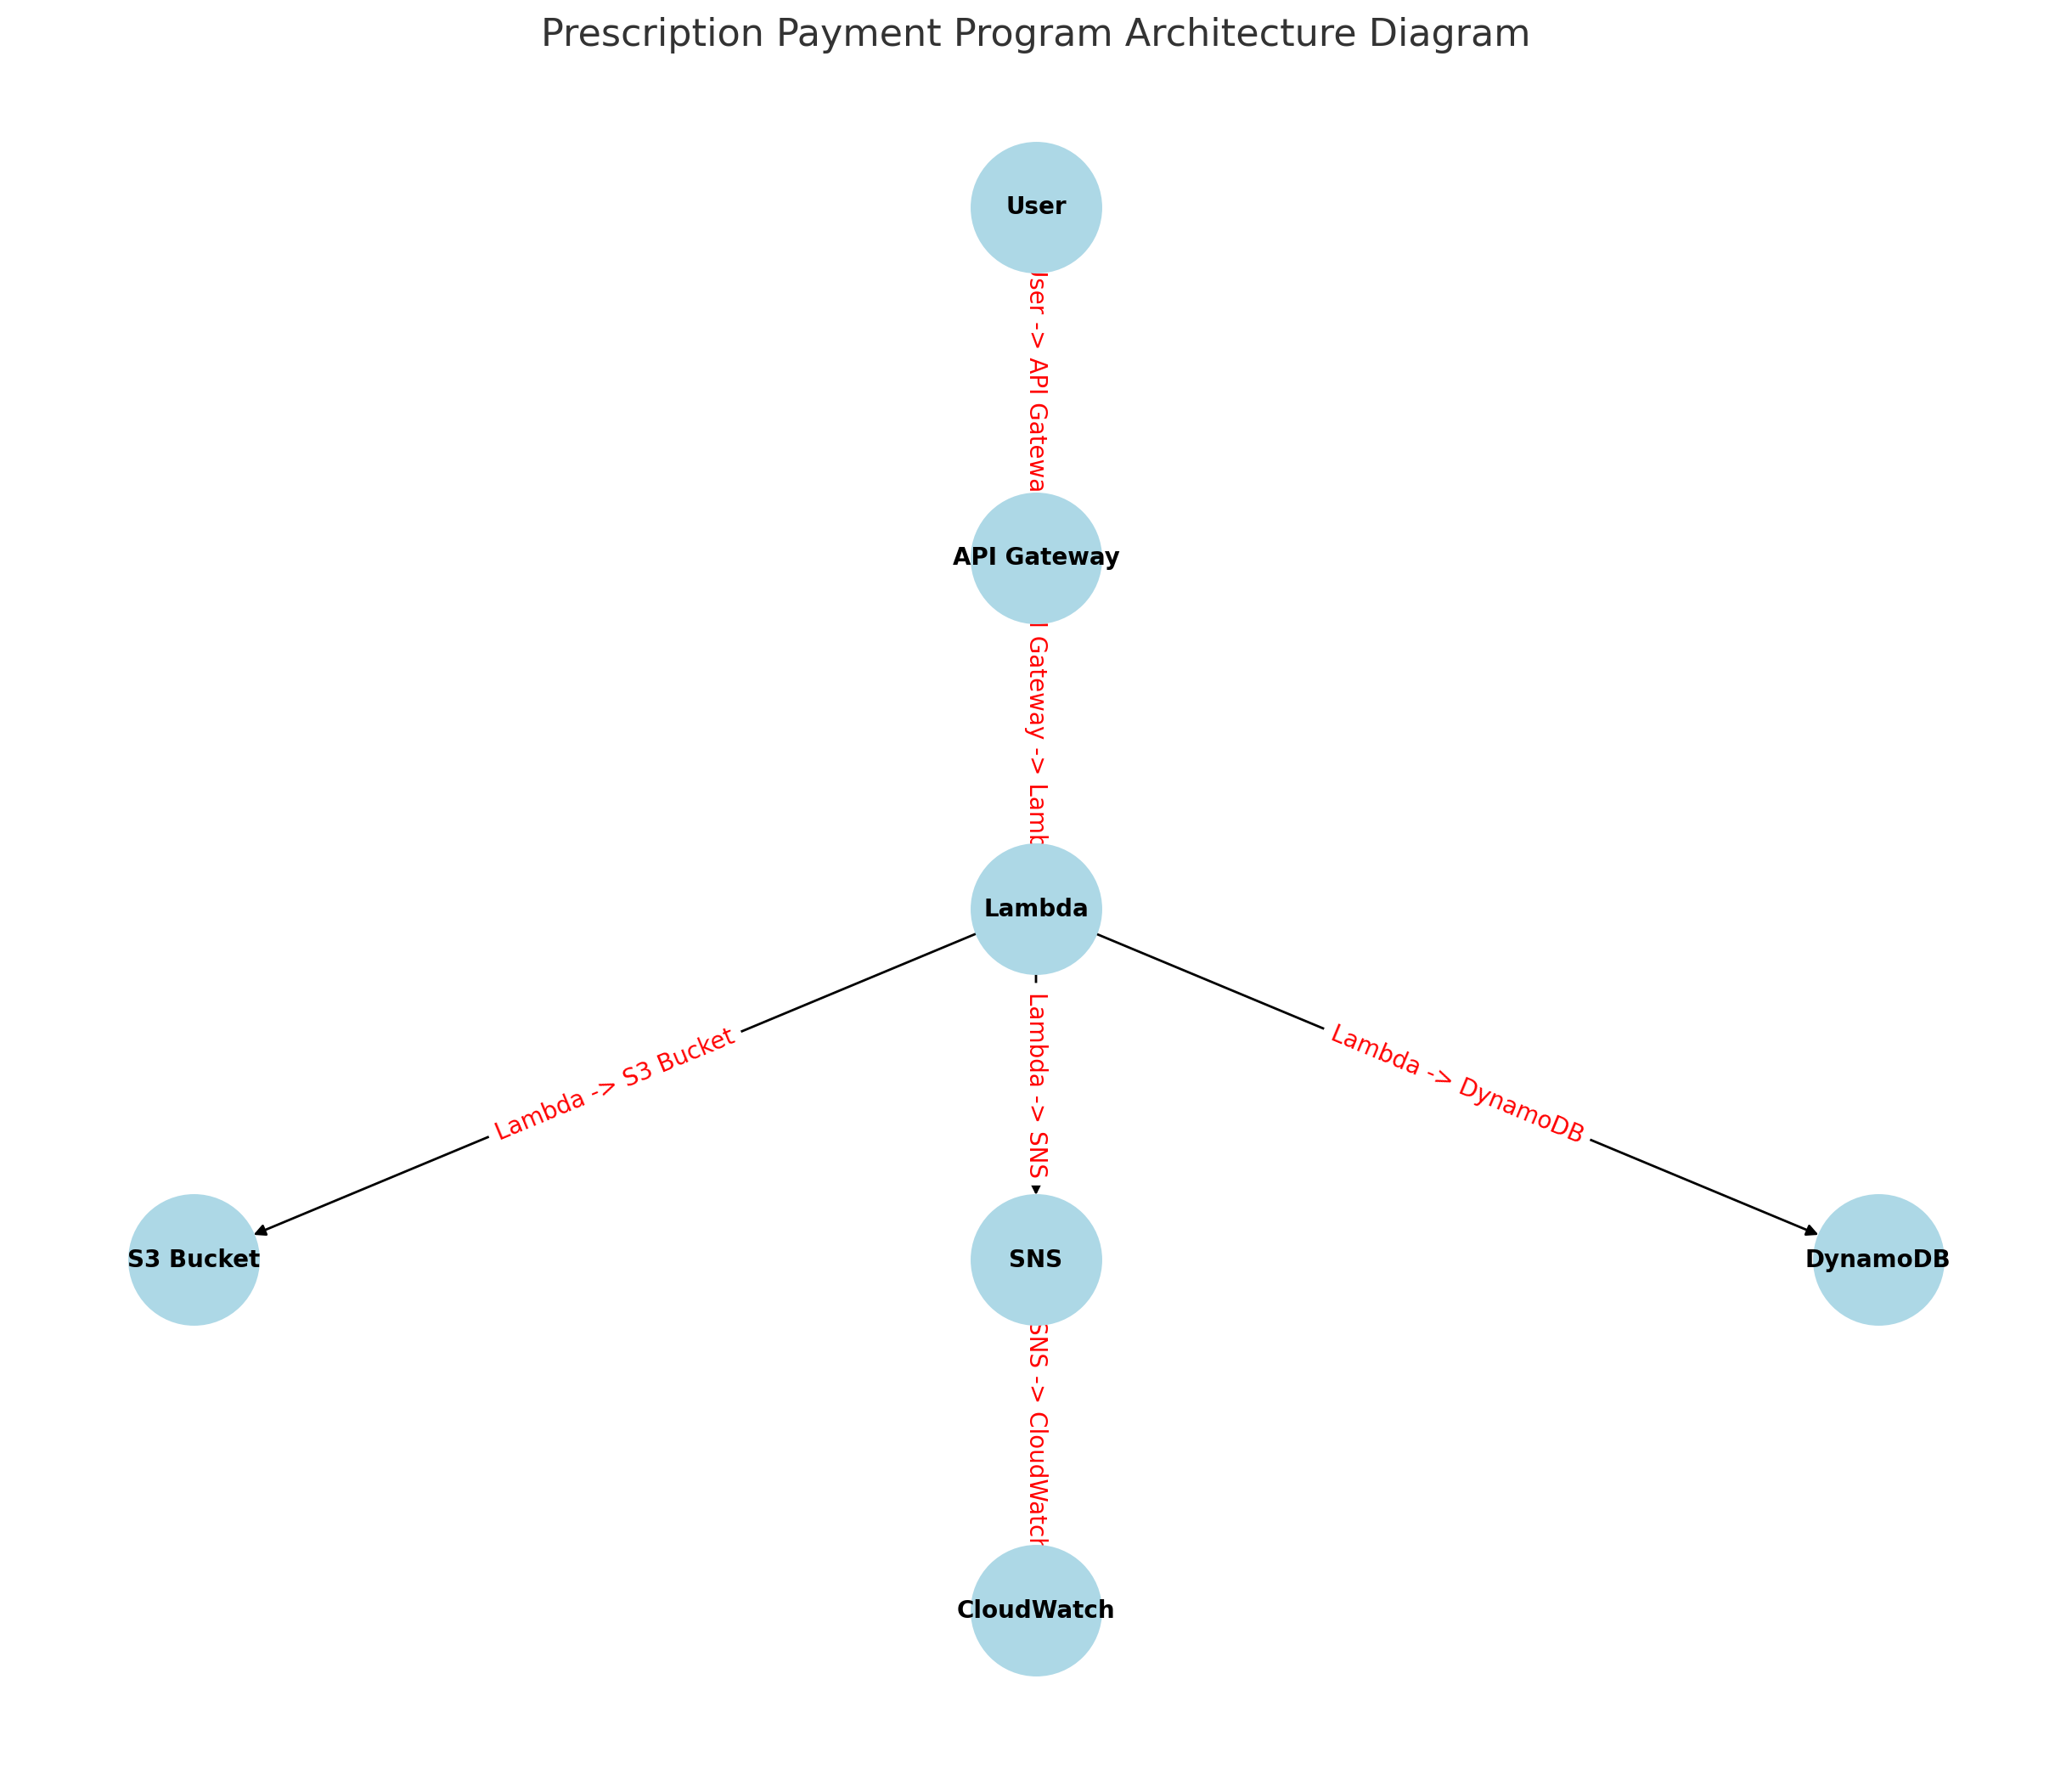 Prescription Payment Program Architecture Diagram
User
User -> API Gatewa
API Gateway
I Gateway -> Lamb
Lambda
Lambda -> S3 Bucket
Lambda -> SNS
Lambda -> DynamoDB
S3 Bucket
SNS
DynamoDB
SNS -> CloudWatch
CloudWatch